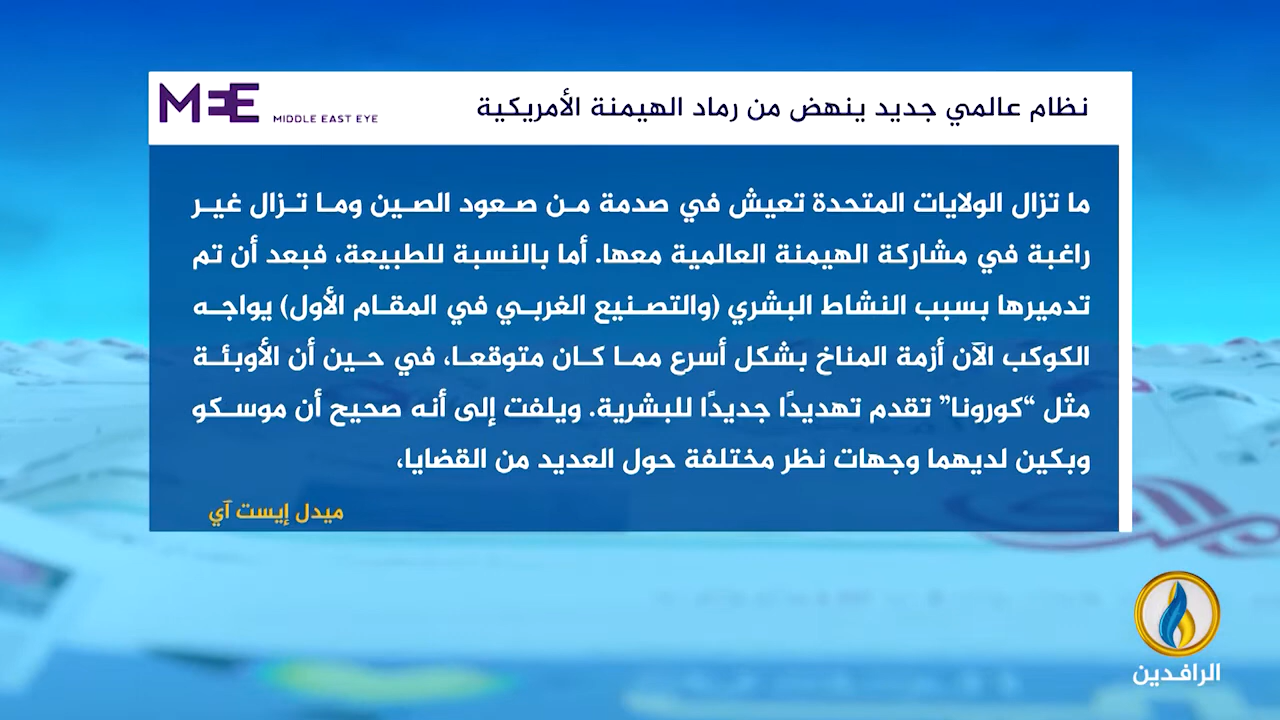 MEE MIDDLE EAST EYE
نظام عالمي جديد ينهض من رماد الهيمنة الأمريكية
ما تزال الولايات المتحدة تعيش في صدمة من صعود الصين وما تزال غير
راغبة في مشاركة الهيمنة العالمية معها. أما بالنسبة للطبيعة، فبعد أن تم
تدميرها بسبب النشاط البشري (والتصنيع الغربي في المقام الأول) يواجه
الكوكب الآن أزمة المناخ بشكل أسرع مما كان متوقعا، في حين أن الأوبئة
مثل “كورونا” تقدم تهديدًا جديدًا للبشرية. ويلفت إلى أنه صحيح أن موسكو
وبكين لديهما وجهات نظر مختلفة حول العديد من القضايا،
ميدل إيست آي
الرافدين